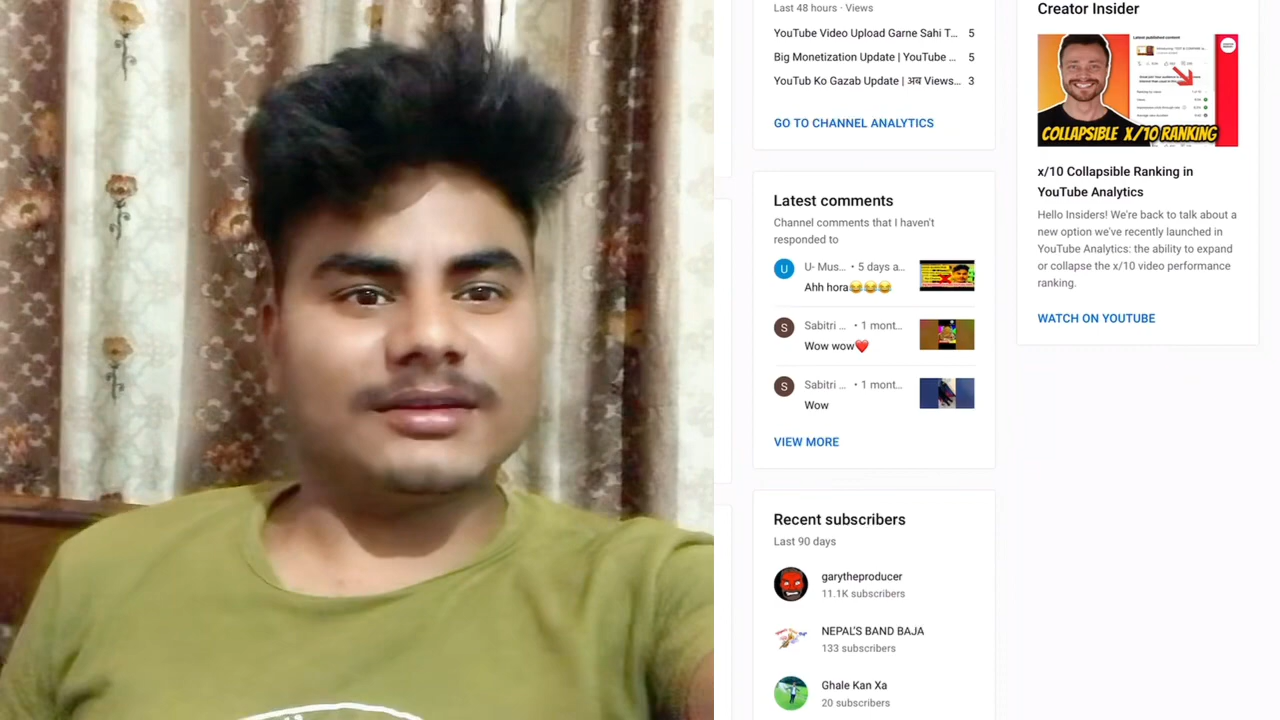 Last 48 hours · Views
YouTube Video Upload Garne Sahi T... 5
Big Monetization Update | YouTube ... 5
YouTub Ko Gazab Update | अब Views... 3
GO TO CHANNEL ANALYTICS
Latest comments
Channel comments that I haven't
responded to
U
U- Mus... • 5 days a...
Ahh hora😂😂😂
S
Sabitri ... • 1 mont...
Wow wow❤️
S
Sabitri ... • 1 mont...
Wow
VIEW MORE
Recent subscribers
Last 90 days
garytheproducer
11.1K subscribers
NEPAL'S BAND BAJA
133 subscribers
Ghale Kan Xa
20 subscribers
Creator Insider
Latest published content
COLLAPSIBLE X/10 RANKING
x/10 Collapsible Ranking in
YouTube Analytics
Hello Insiders! We're back to talk about a
new option we've recently launched in
YouTube Analytics: the ability to expand
or collapse the x/10 video performance
ranking.
WATCH ON YOUTUBE